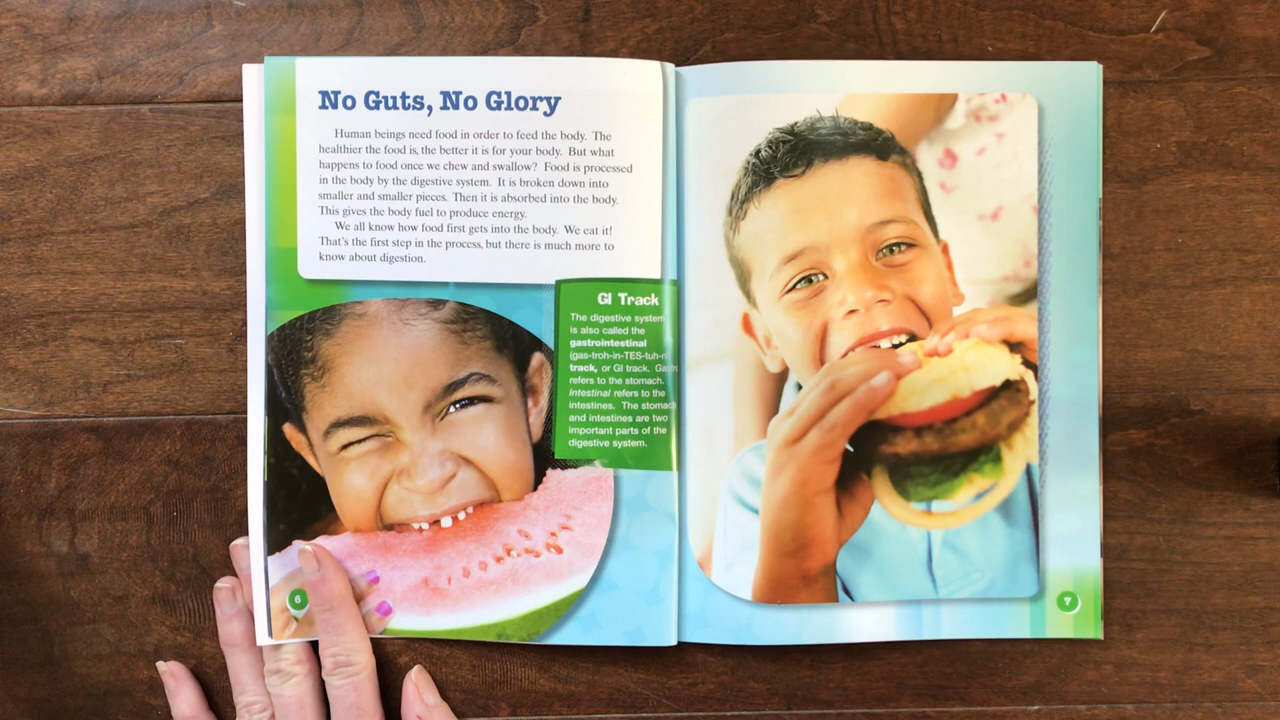 No Guts, No Glory
Human beings need food in order to feed the body. The
healthier the food is, the better it is for your body. But what
happens to food once we chew and swallow? Food is processed
in the body by the digestive system. It is broken down into
smaller and smaller pieces. Then it is absorbed into the body.
This gives the body fuel to produce energy.
We all know how food first gets into the body. We eat it!
That's the first step in the process, but there is much more to
know about digestion.
GI Track
The digestive system
is also called the
gastrointestinal
(gas-troh-in-TES-tuh-n
track, or GI track.
refers to the stomach.
Intestinal refers to the
intestines. The stomach
and intestines are two
important parts of the
digestive system.
6
7